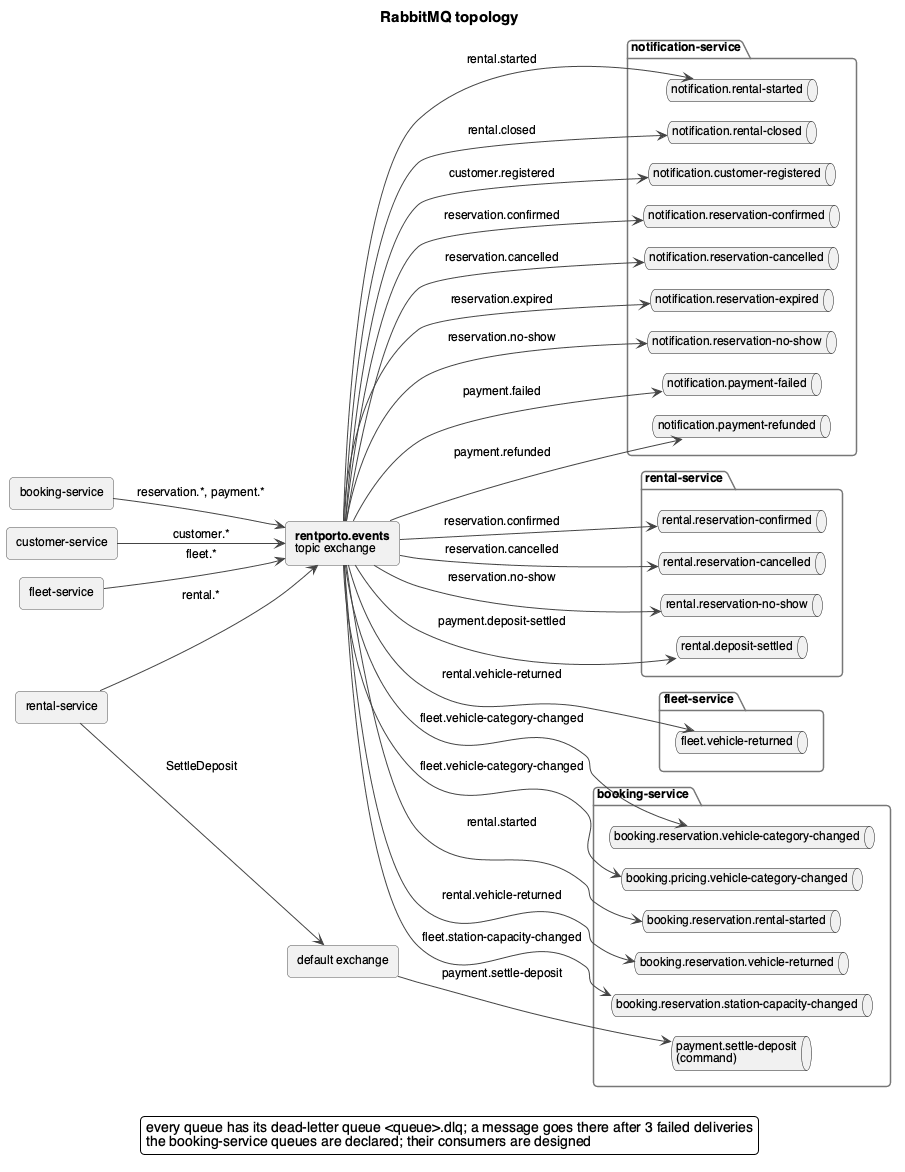 RabbitMQ topology
notification-service
rental.started
notification.rental-started
rental.closed
notification.rental-closed
customer.registered
notification.customer-registered
reservation.confirmed
notification.reservation-confirmed
reservation.cancelled
notification.reservation-cancelled
reservation.expired
notification.reservation-expired
reservation.no-show
notification.reservation-no-show
payment.failed
notification.payment-failed
payment.refunded
notification.payment-refunded
rental-service
booking-service
reservation.*, payment.*
customer-service
customer.*
fleet-service
fleet.*
rental-service
rental.*
rentporto.events
topic exchange
reservation.confirmed
rental.reservation-confirmed
reservation.cancelled
rental.reservation-cancelled
reservation.no-show
rental.reservation-no-show
payment.deposit-settled
rental.deposit-settled
rental.vehicle-returned
fleet-service
fleet.vehicle-returned
fleet.vehicle-category-changed
SettleDeposit
fleet.vehicle-category-changed
booking-service
rental.started
booking.reservation.vehicle-category-changed
booking.pricing.vehicle-category-changed
rental.vehicle-returned
booking.reservation.rental-started
fleet.station-capacity-changed
default exchange
booking.reservation.vehicle-returned
payment.settle-deposit
booking.reservation.station-capacity-changed
payment.settle-deposit
(command)
every queue has its dead-letter queue <queue>.dlq; a message goes there after 3 failed deliveries
the booking-service queues are declared; their consumers are designed